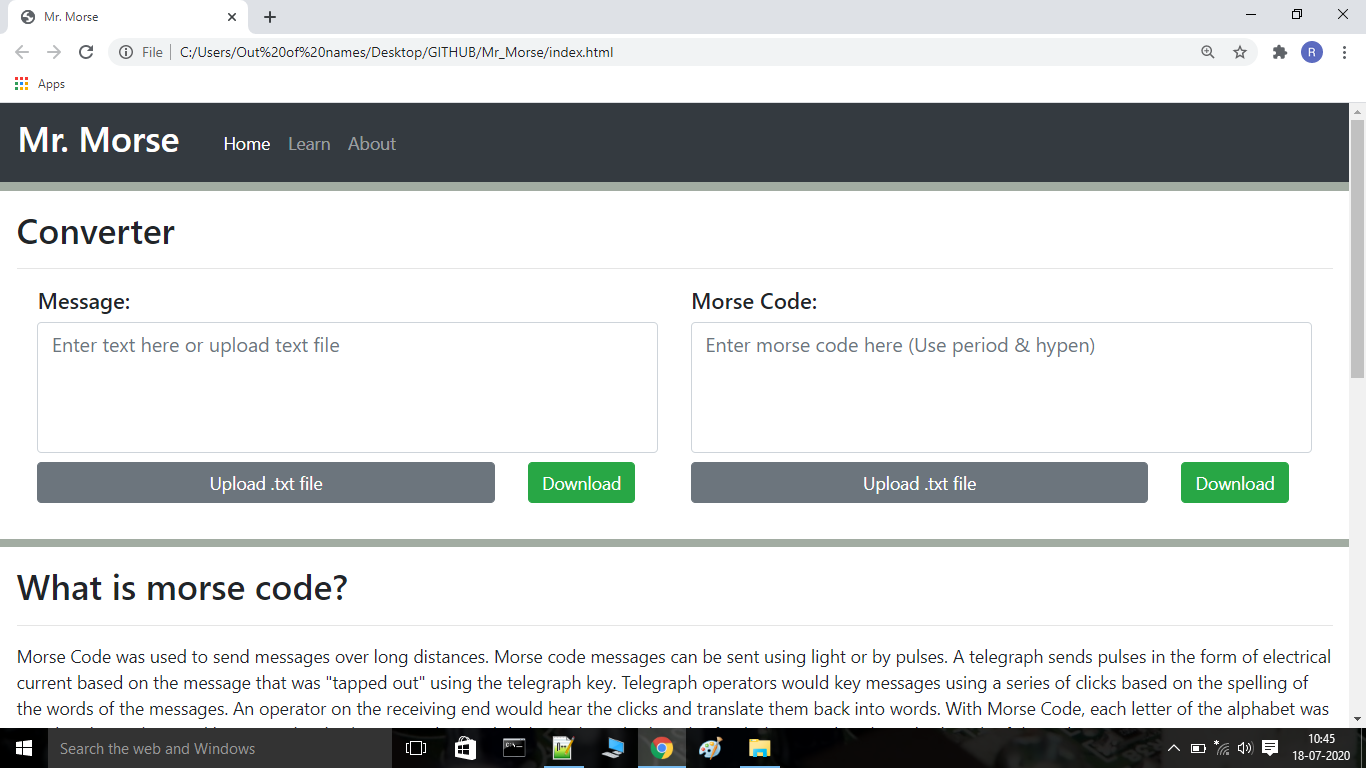 Mr. Morse
File C:/Users/Out%20of%20names/Desktop/GITHUB/Mr_Morse/index.html
R
Apps
Mr. Morse Home Learn About
Converter
Message: Morse Code:
Enter text here or upload text file Enter morse code here (Use period & hypen)
Upload .txt file Download Upload .txt file Download
What is morse code?
Morse Code was used to send messages over long distances. Morse code messages can be sent using light or by pulses. A telegraph sends pulses in the form of electrical
current based on the message that was "tapped out" using the telegraph key. Telegraph operators would key messages using a series of clicks based on the spelling of
the words of the messages. An operator on the receiving end would hear the clicks and translate them back into words. With Morse Code, each letter of the alphabet was
Search the web and Windows
10:45
18-07-2020